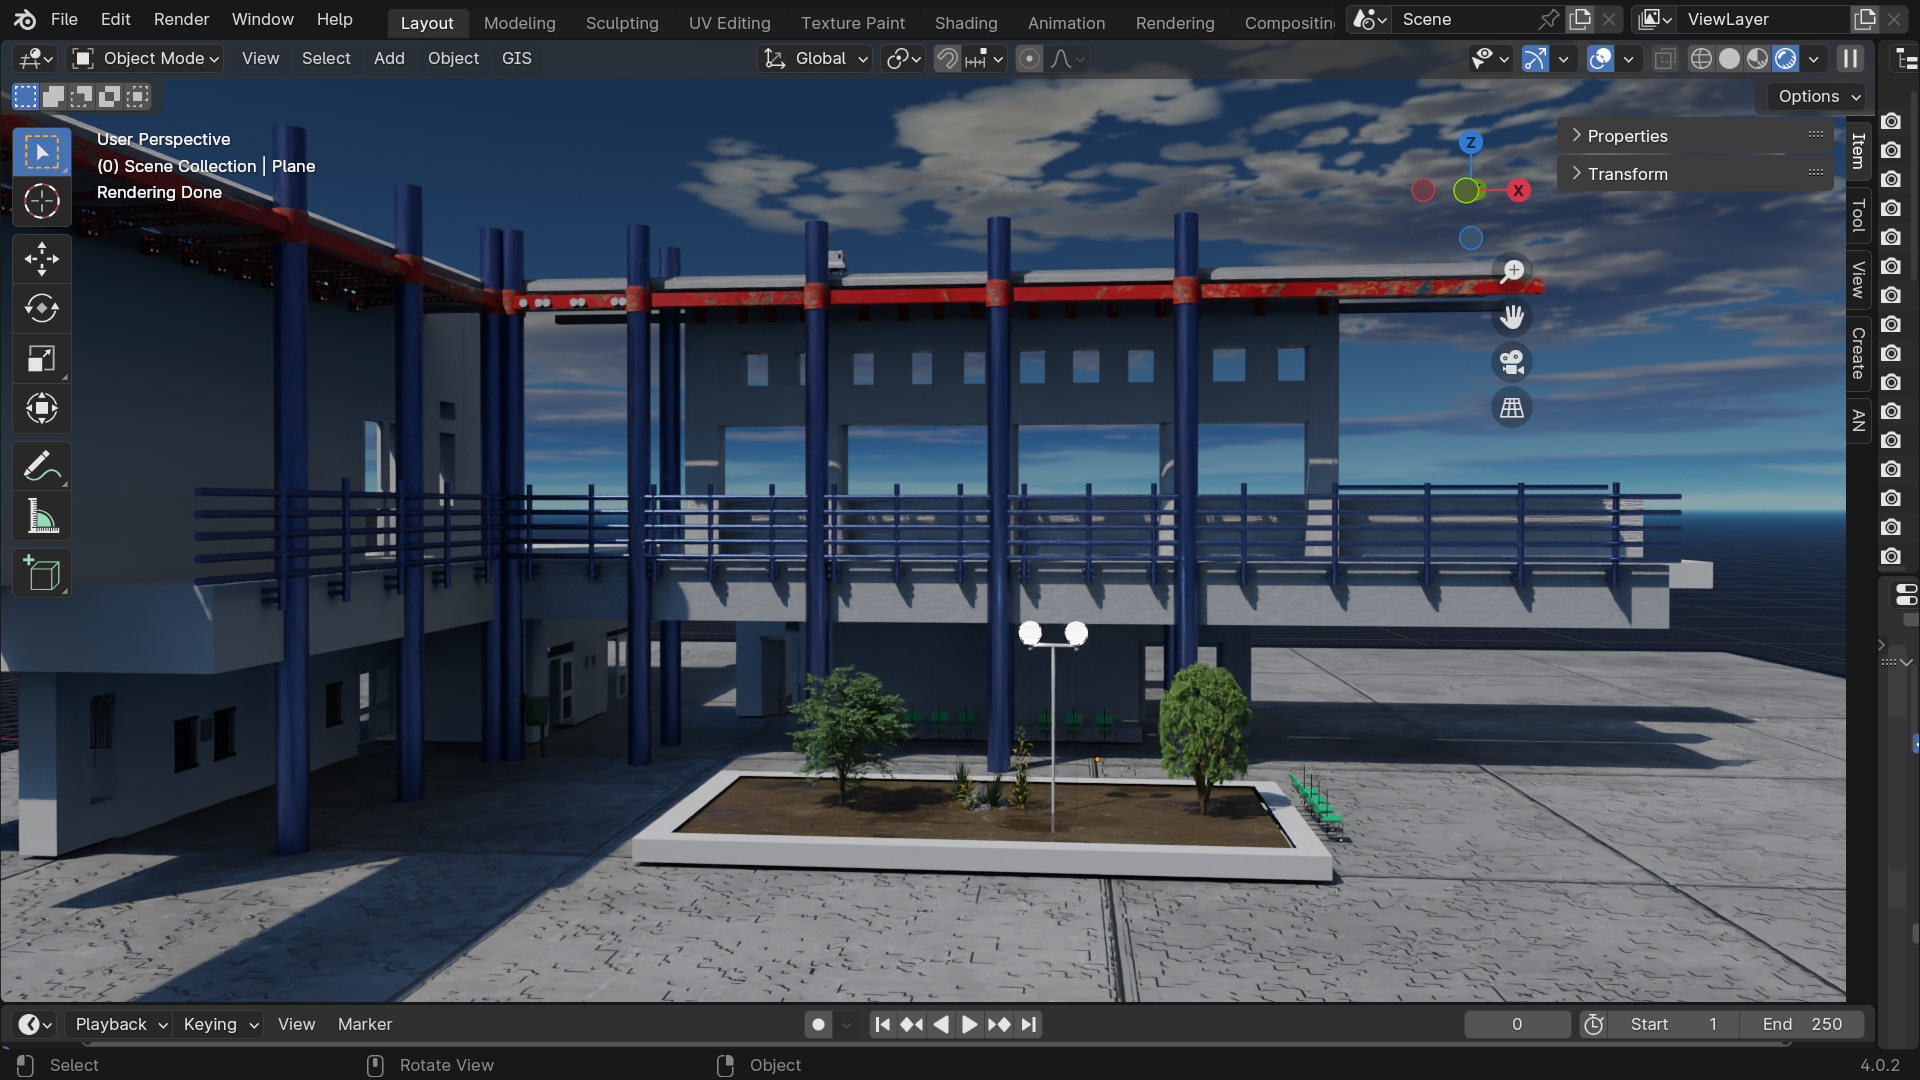 File Edit Render Window Help Layout Modeling Sculpting UV Editing Texture Paint Shading Animation Rendering Scene ViewLayer
Object Mode View Select Add Object GIS Global
Options
User Perspective
(0) Scene Collection | Plane
Rendering Done
Z
X
Properties
Transform
Item
Tool
View
Create
AN
Playback Keying View Marker 0 Start 1 End 250
Select Rotate View Object 4.0.2